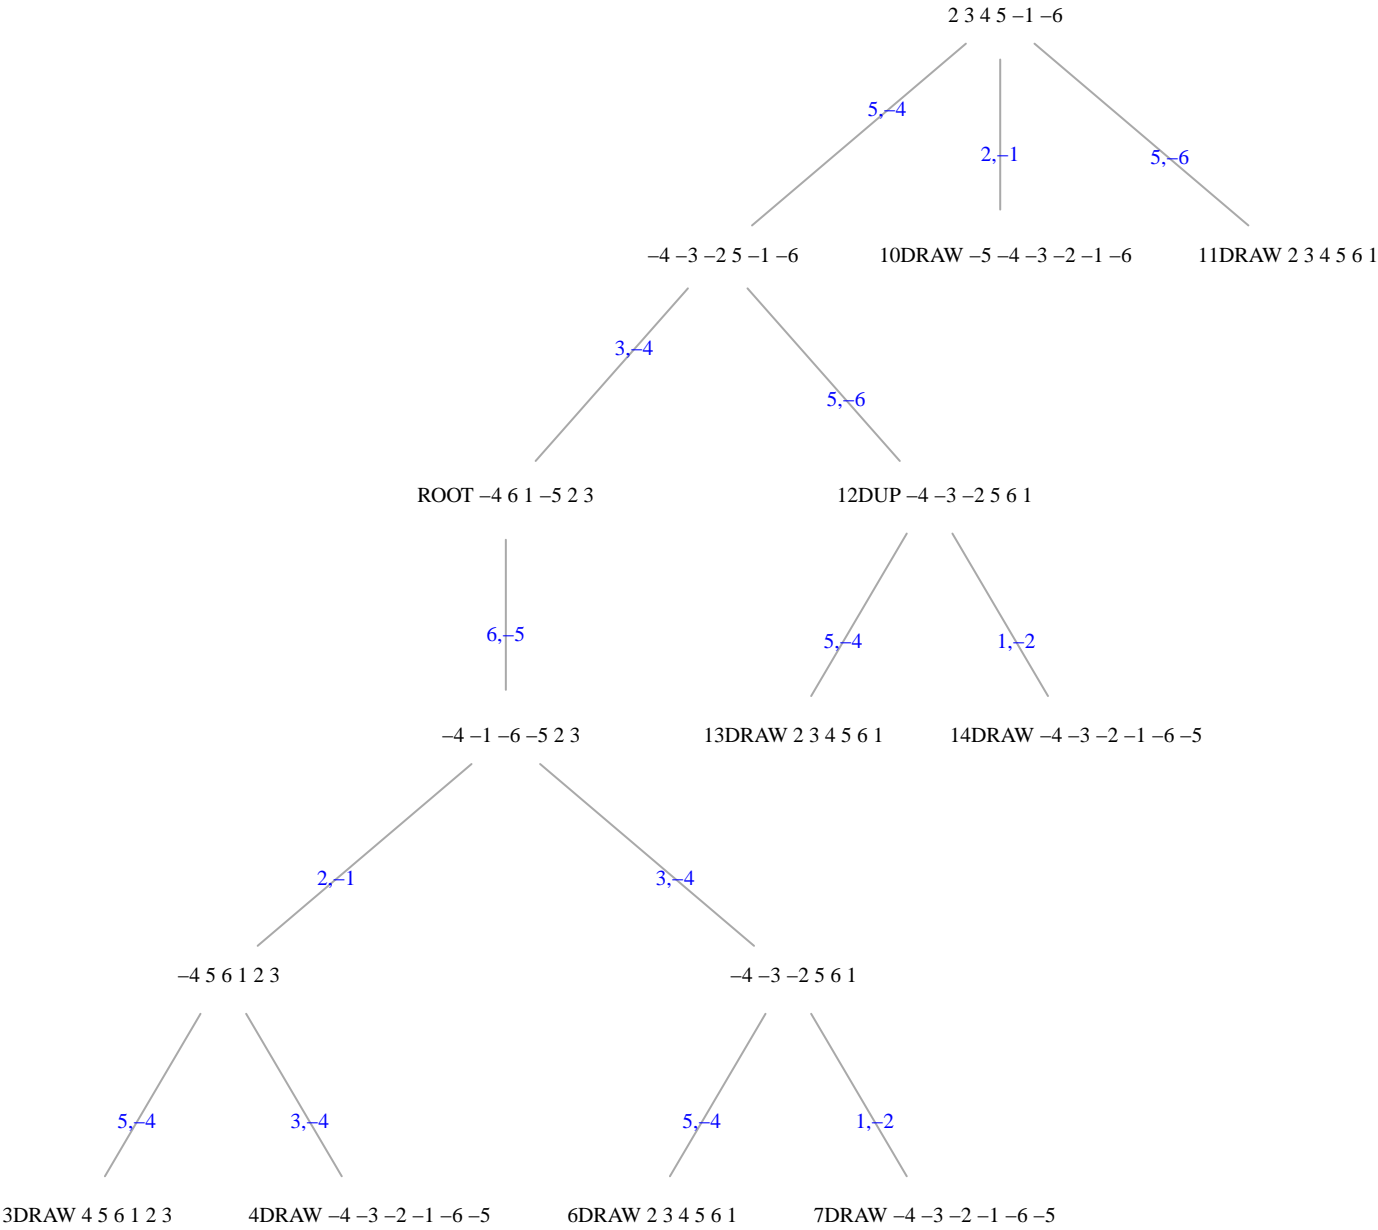 2 3 4 5 –1 –6
5,–4
2,–1
5,–6
–4 –3 –2 5 –1 –6
10DRAW –5 –4 –3 –2 –1 –6
11DRAW 2 3 4 5 6 1
3,–4
5,–6
ROOT –4 6 1 –5 2 3
12DUP –4 –3 –2 5 6 1
6,–5
5,–4
1,–2
–4 –1 –6 –5 2 3
13DRAW 2 3 4 5 6 1
14DRAW –4 –3 –2 –1 –6 –5
2,–1
3,–4
–4 5 6 1 2 3
–4 –3 –2 5 6 1
5,–4
3,–4
5,–4
1,–2
3DRAW 4 5 6 1 2 3
4DRAW –4 –3 –2 –1 –6 –5
6DRAW 2 3 4 5 6 1
7DRAW –4 –3 –2 –1 –6 –5